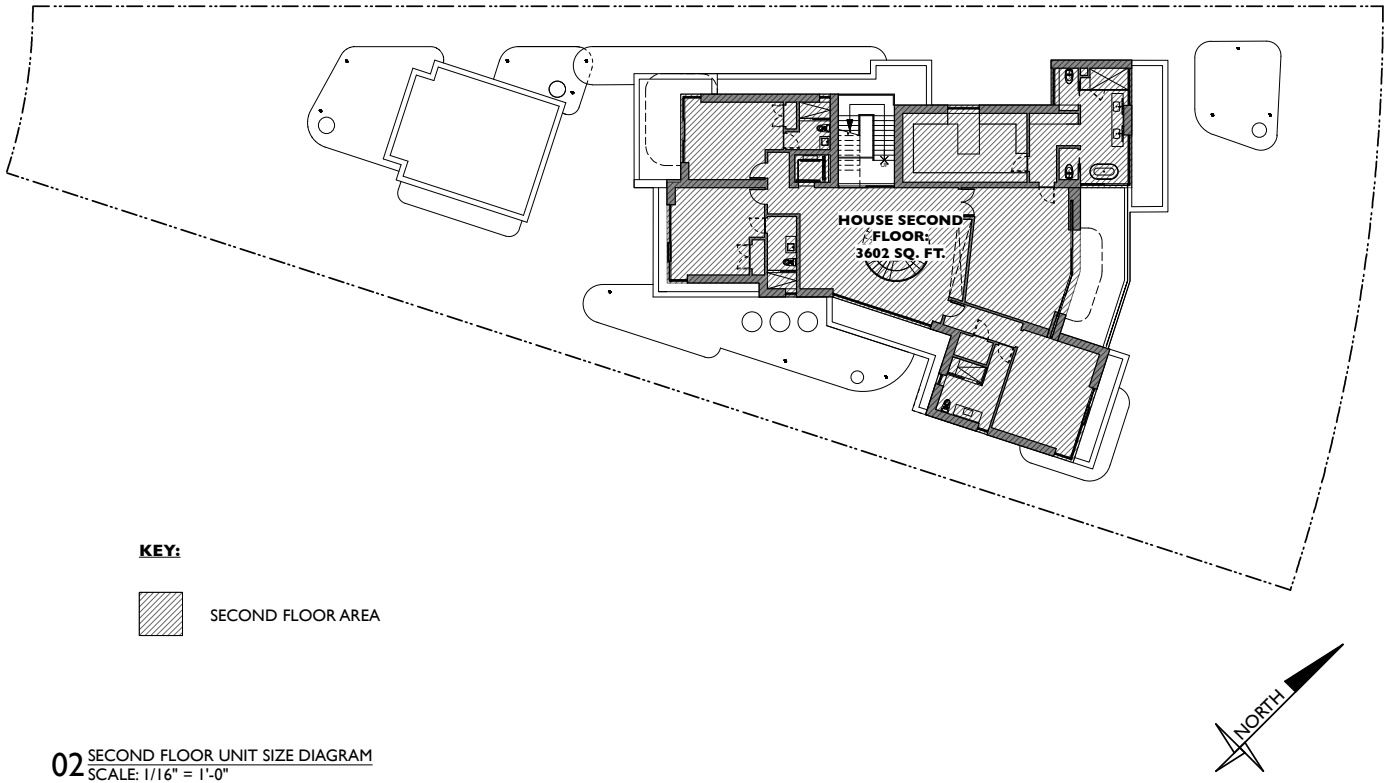 HOUSE SECOND
FLOOR:
3602 SQ. FT.
KEY:
SECOND FLOOR AREA
NORTH
02 SECOND FLOOR UNIT SIZE DIAGRAM
SCALE: 1/16" = 1'-0"